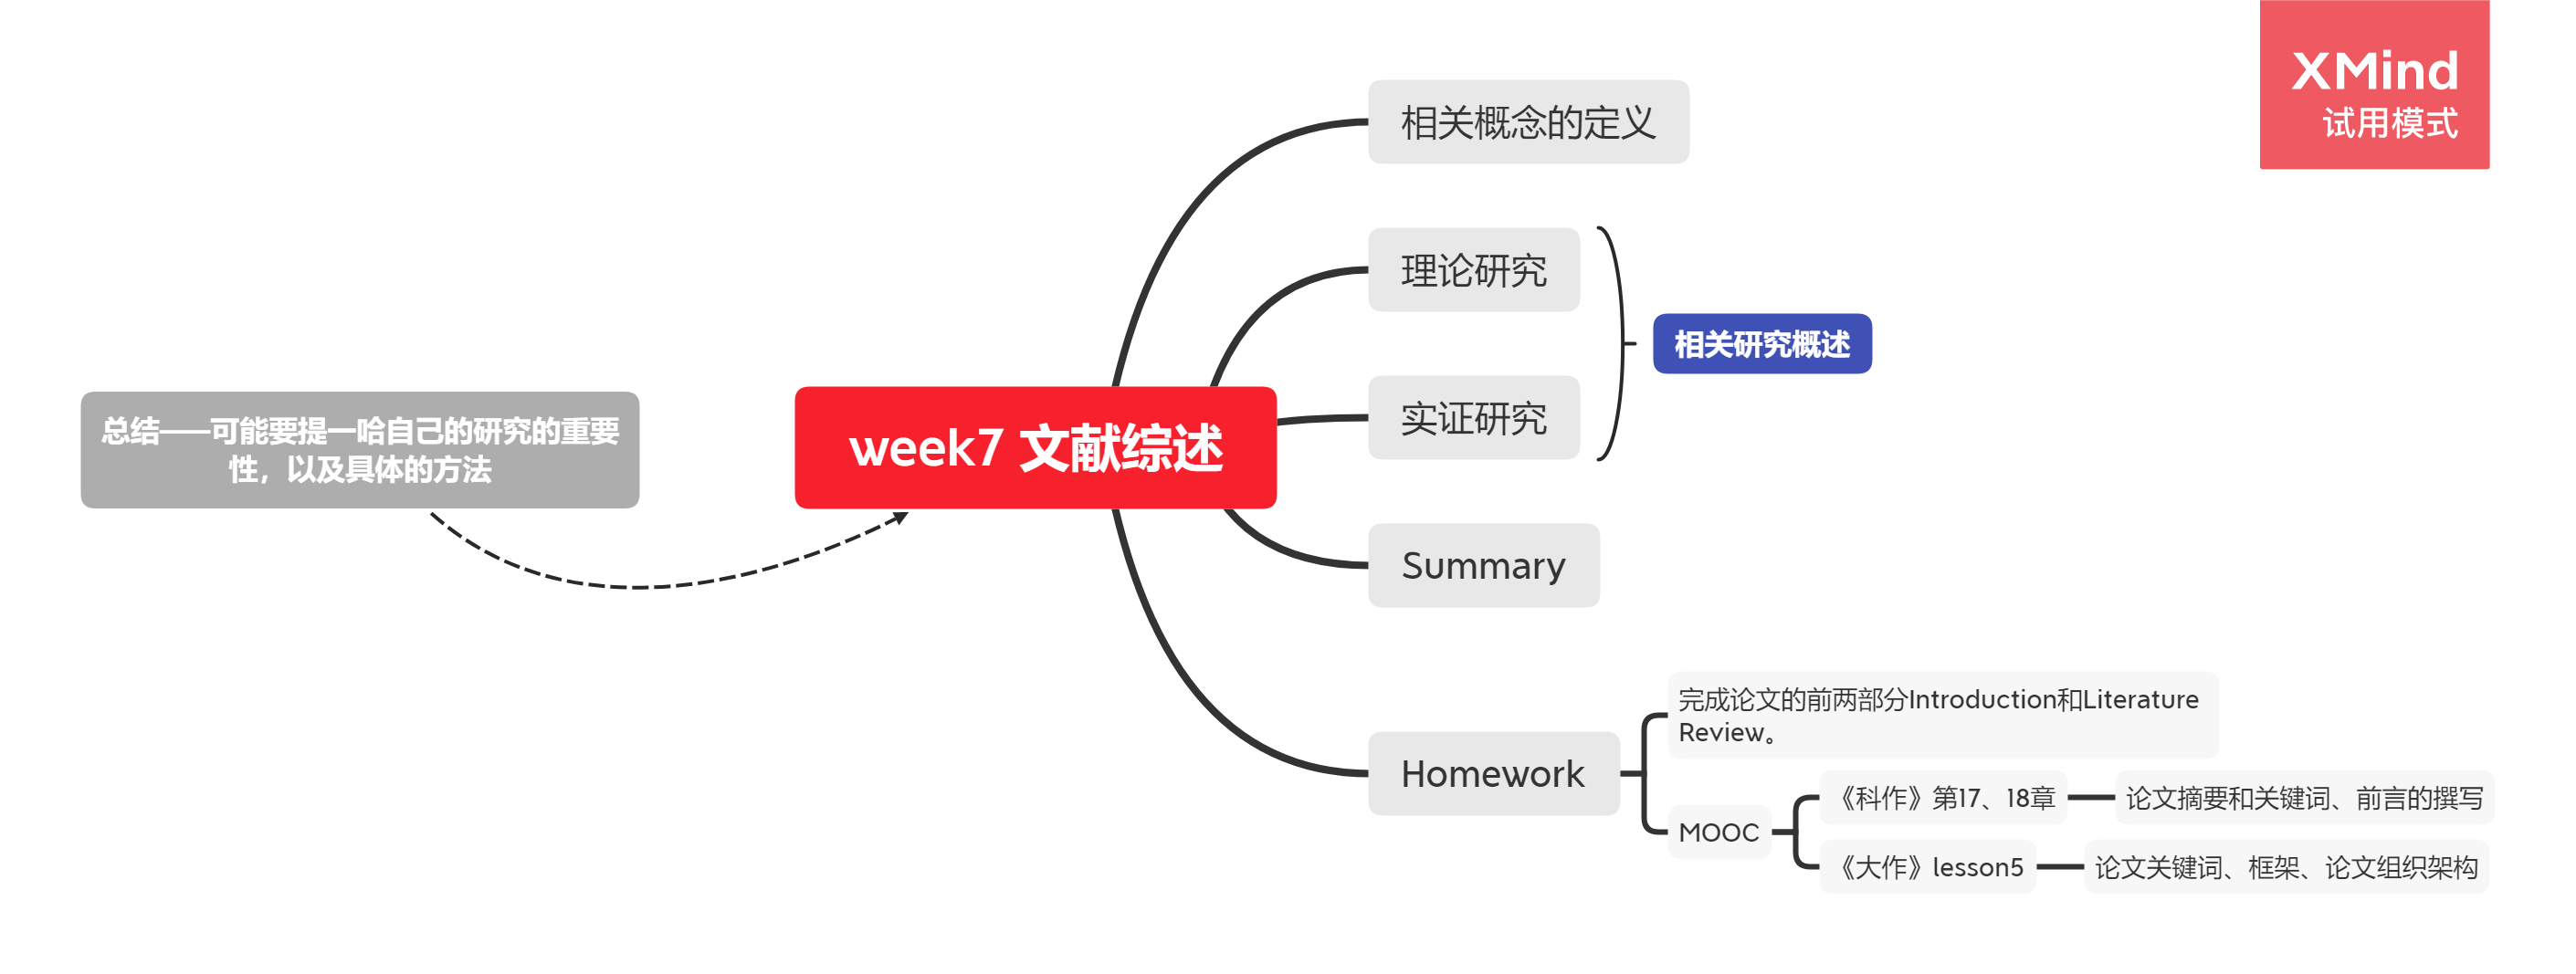 XMind
试用模式
相关概念的定义
理论研究
实证研究
相关研究概述
总结——可能要提一哈自己的研究的重要
性，以及具体的方法
week7 文献综述
Summary
Homework
完成论文的前两部分Introduction和Literature
Review。
MOOC
《科作》第17、18章
论文摘要和关键词、前言的撰写
《大作》lesson5
论文关键词、框架、论文组织架构